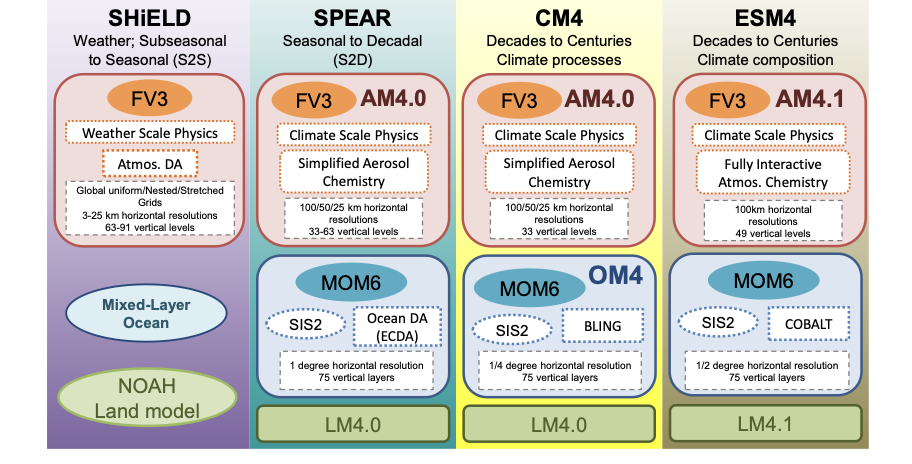 SHiELD
Weather; Subseasonal
to Seasonal (S2S)
FV3
Weather Scale Physics
Atmos. DA
Global uniform/Nested/Stretched
Grids
3-25 km horizontal resolutions
63-91 vertical levels
Mixed-Layer
Ocean
NOAH
Land model
SPEAR
Seasonal to Decadal
(S2D)
FV3
AM4.0
Climate Scale Physics
Simplified Aerosol
Chemistry
100/50/25 km horizontal
resolutions
33-63 vertical levels
MOM6
SIS2
Ocean DA
(ECDA)
1 degree horizontal resolution
75 vertical layers
LM4.0
CM4
Decades to Centuries
Climate processes
FV3
AM4.0
Climate Scale Physics
Simplified Aerosol
Chemistry
100/50/25 km horizontal
resolutions
33 vertical levels
OM4
MOM6
SIS2
BLING
1/4 degree horizontal resolution
75 vertical layers
LM4.0
ESM4
Decades to Centuries
Climate composition
FV3
AM4.1
Climate Scale Physics
Fully Interactive
Atmos. Chemistry
100km horizontal
resolutions
49 vertical levels
MOM6
SIS2
COBALT
1/2 degree horizontal resolution
75 vertical layers
LM4.1